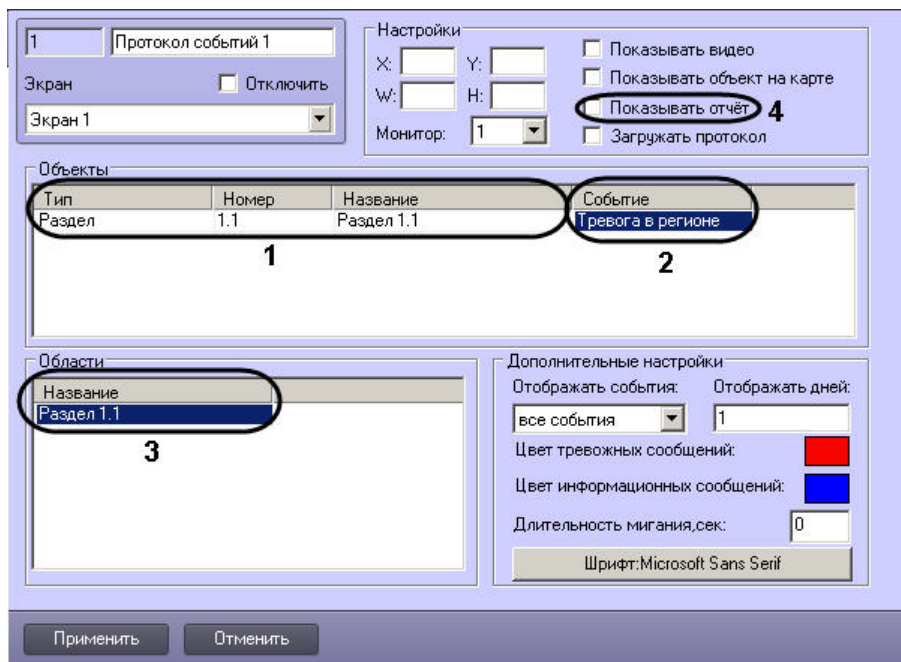 1 Протокол событий 1
Экран Отключить
Экран 1
Настройки
X: Y:
W: H:
Монитор: 1
Показывать видео
Показывать объект на карте
Показывать отчёт 4
Загружать протокол
Объекты
Тип Номер Название Событие
Раздел 1.1 Раздел 1.1 Тревога в регионе
1 2
Области
Название
Раздел 1.1
3
Дополнительные настройки
Отображать события: Отображать дней:
все события 1
Цвет тревожных сообщений:
Цвет информационных сообщений:
Длительность мигания,сек: 0
Шрифт:Microsoft Sans Serif
Применить Отменить